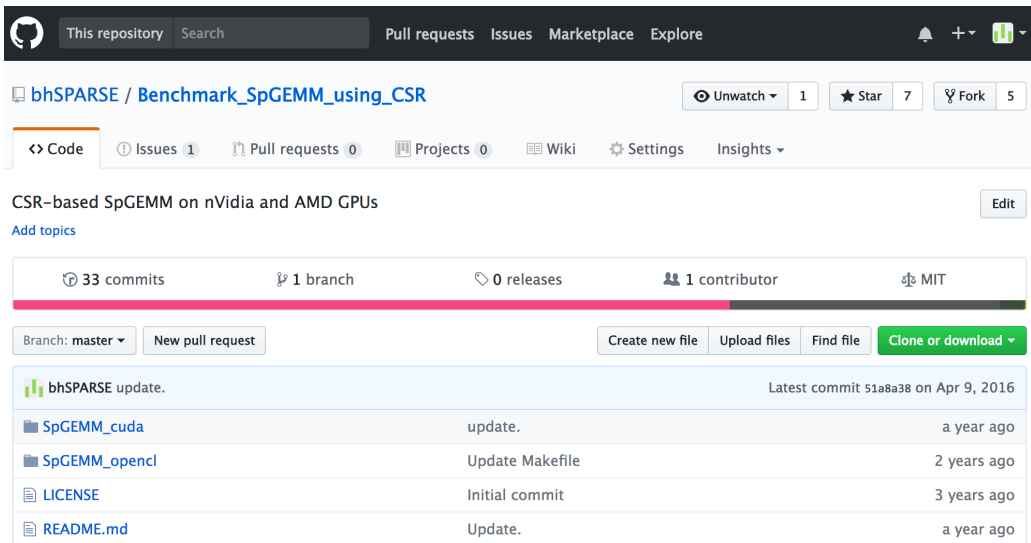 This repository Search Pull requests Issues Marketplace Explore
bhSPARSE / Benchmark_SpGEMM_using_CSR Unwatch 1 Star 7 Fork 5
Code Issues 1 Pull requests 0 Projects 0 Wiki Settings Insights
CSR-based SpGEMM on nVidia and AMD GPUs Edit
Add topics
33 commits 1 branch 0 releases 1 contributor MIT
Branch: master New pull request Create new file Upload files Find file Clone or download
bhSPARSE update. Latest commit 51a8a38 on Apr 9, 2016
SpGEMM_cuda update. a year ago
SpGEMM_opencl Update Makefile 2 years ago
LICENSE Initial commit 3 years ago
README.md Update. a year ago